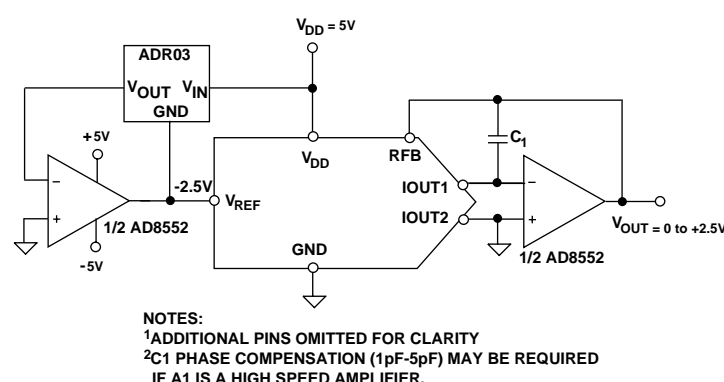 V_DD = 5V
ADR03
V_OUT V_IN
GND
+5V
-2.5V
V_REF
V_DD
RFB
C_1
IOUT1
IOUT2
−
+
−
+
1/2 AD8552
-5V
GND
1/2 AD8552
V_OUT = 0 to +2.5V
NOTES:
¹ADDITIONAL PINS OMITTED FOR CLARITY
²C1 PHASE COMPENSATION (1pF-5pF) MAY BE REQUIRED
IF A1 IS A HIGH SPEED AMPLIFIER.